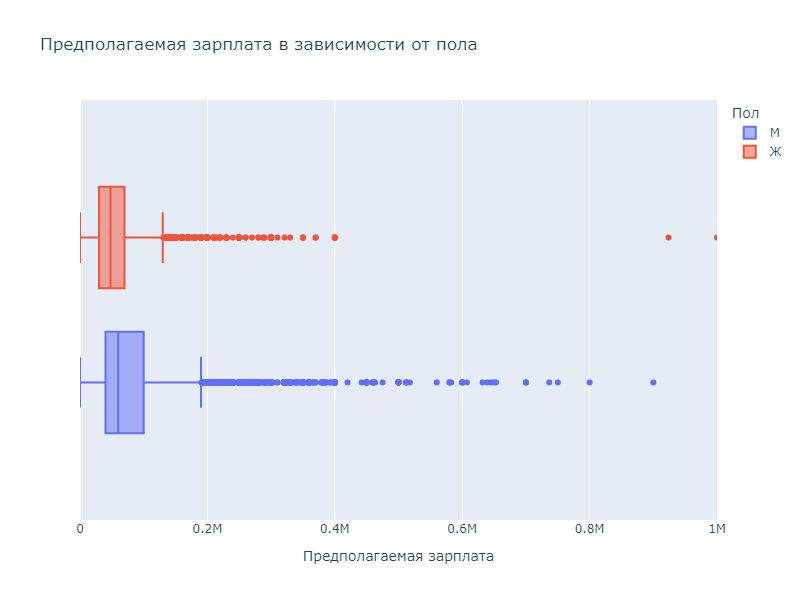 Предполагаемая зарплата в зависимости от пола
Пол
М
Ж
0
0.2M
0.4M
0.6M
0.8M
1M
Предполагаемая зарплата